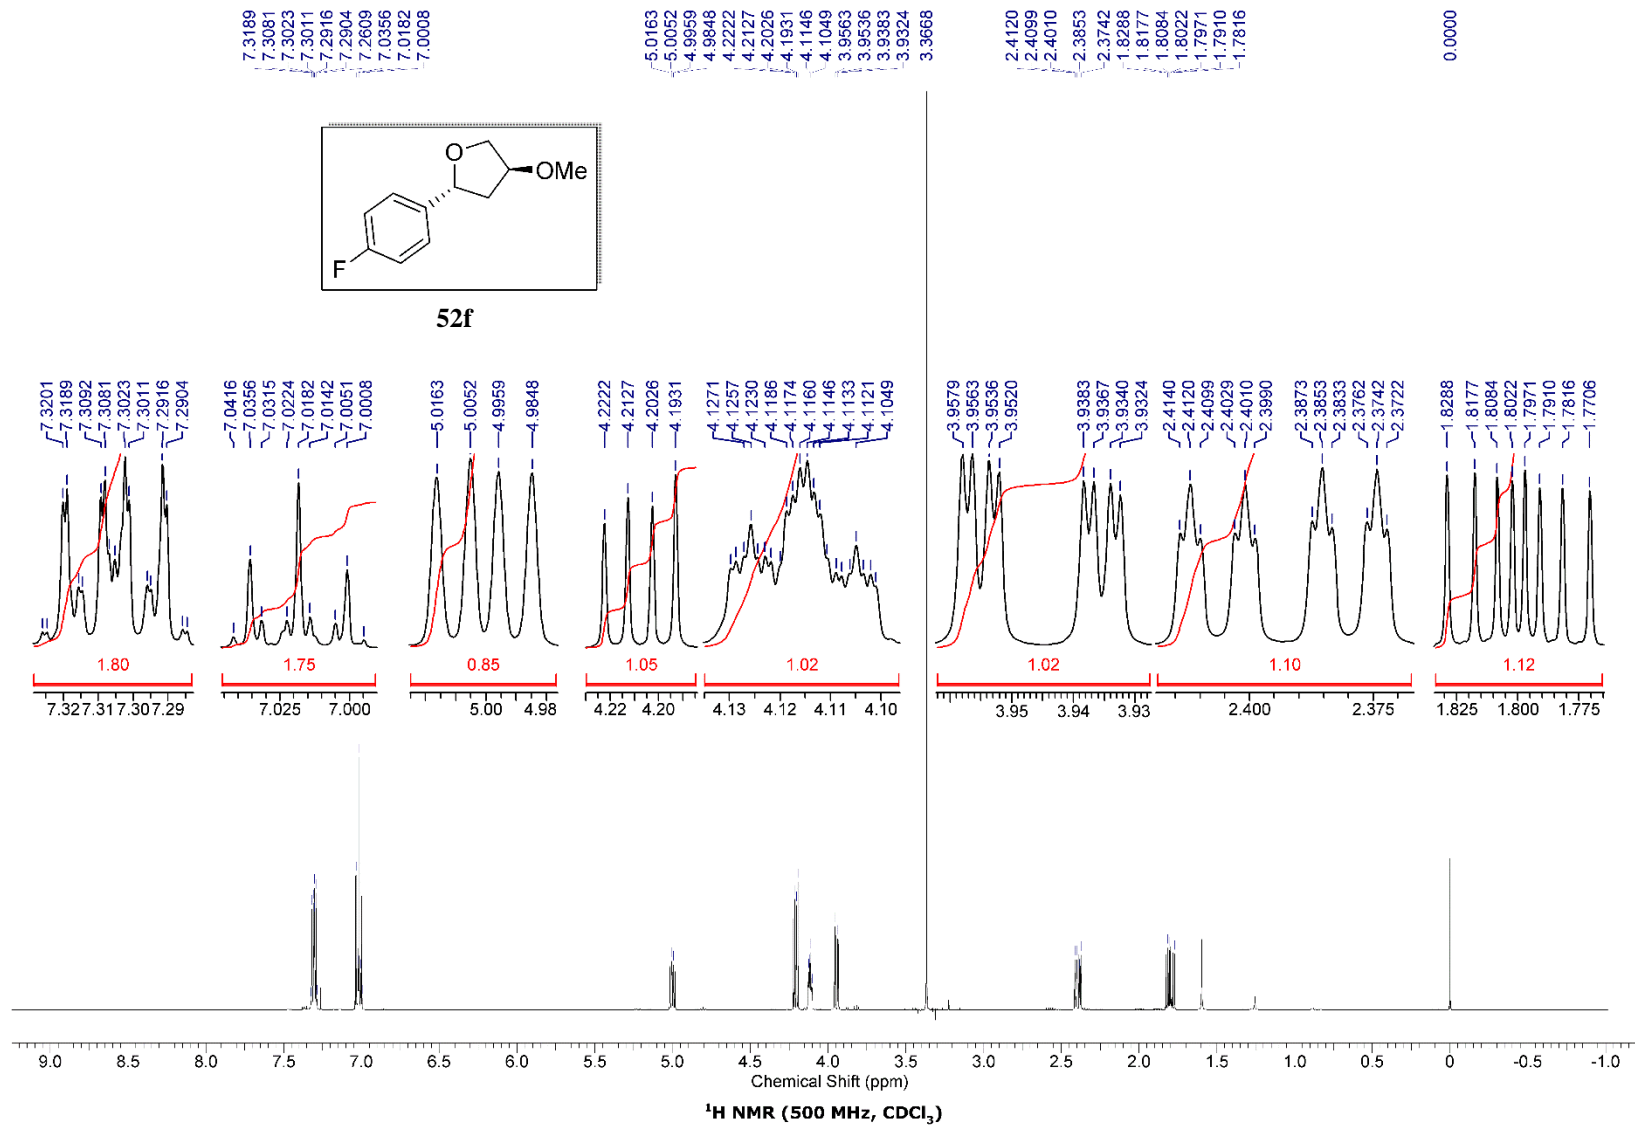 7.3189 7.3081 7.3023 7.3011 7.2916 7.2904 7.2609 7.0356 7.0182 7.0008 5.0163 5.0052 4.9959 4.9848 4.2222 4.2127 4.2026 4.1931 4.1146 4.1049 3.9563 3.9536 3.9383 3.9324 3.3668 2.4120 2.4099 2.4010 2.3853 2.3742 1.8288 1.8177 1.8084 1.8022 1.7971 1.7910 1.7816 0.0000
O
OMe
F
52f
7.3201 7.3189 7.3092 7.3081 7.3023 7.3011 7.2916 7.2904 7.0416 7.0356 7.0315 7.0224 7.0182 7.0142 7.0051 7.0008 5.0163 5.0052 4.9959 4.9848 4.2222 4.2127 4.2026 4.1931 4.1271 4.1257 4.1230 4.1186 4.1174 4.1160 4.1146 4.1133 4.1121 4.1049 3.9579 3.9563 3.9536 3.9520 3.9383 3.9367 3.9340 3.9324 2.4140 2.4120 2.4099 2.4029 2.4010 2.3990 2.3873 2.3853 2.3833 2.3762 2.3742 2.3722 1.8288 1.8177 1.8084 1.8022 1.7971 1.7910 1.7816 1.7706
1.80 1.75 0.85 1.05 1.02 1.02 1.10 1.12
7.32 7.31 7.30 7.29 7.025 7.000 5.00 4.98 4.22 4.20 4.13 4.12 4.11 4.10 3.95 3.94 3.93 2.400 2.375 1.825 1.800 1.775
9.0 8.5 8.0 7.5 7.0 6.5 6.0 5.5 5.0 4.5 4.0 3.5 3.0 2.5 2.0 1.5 1.0 0.5 0 -0.5 -1.0
Chemical Shift (ppm)
¹H NMR (500 MHz, CDCl₃)